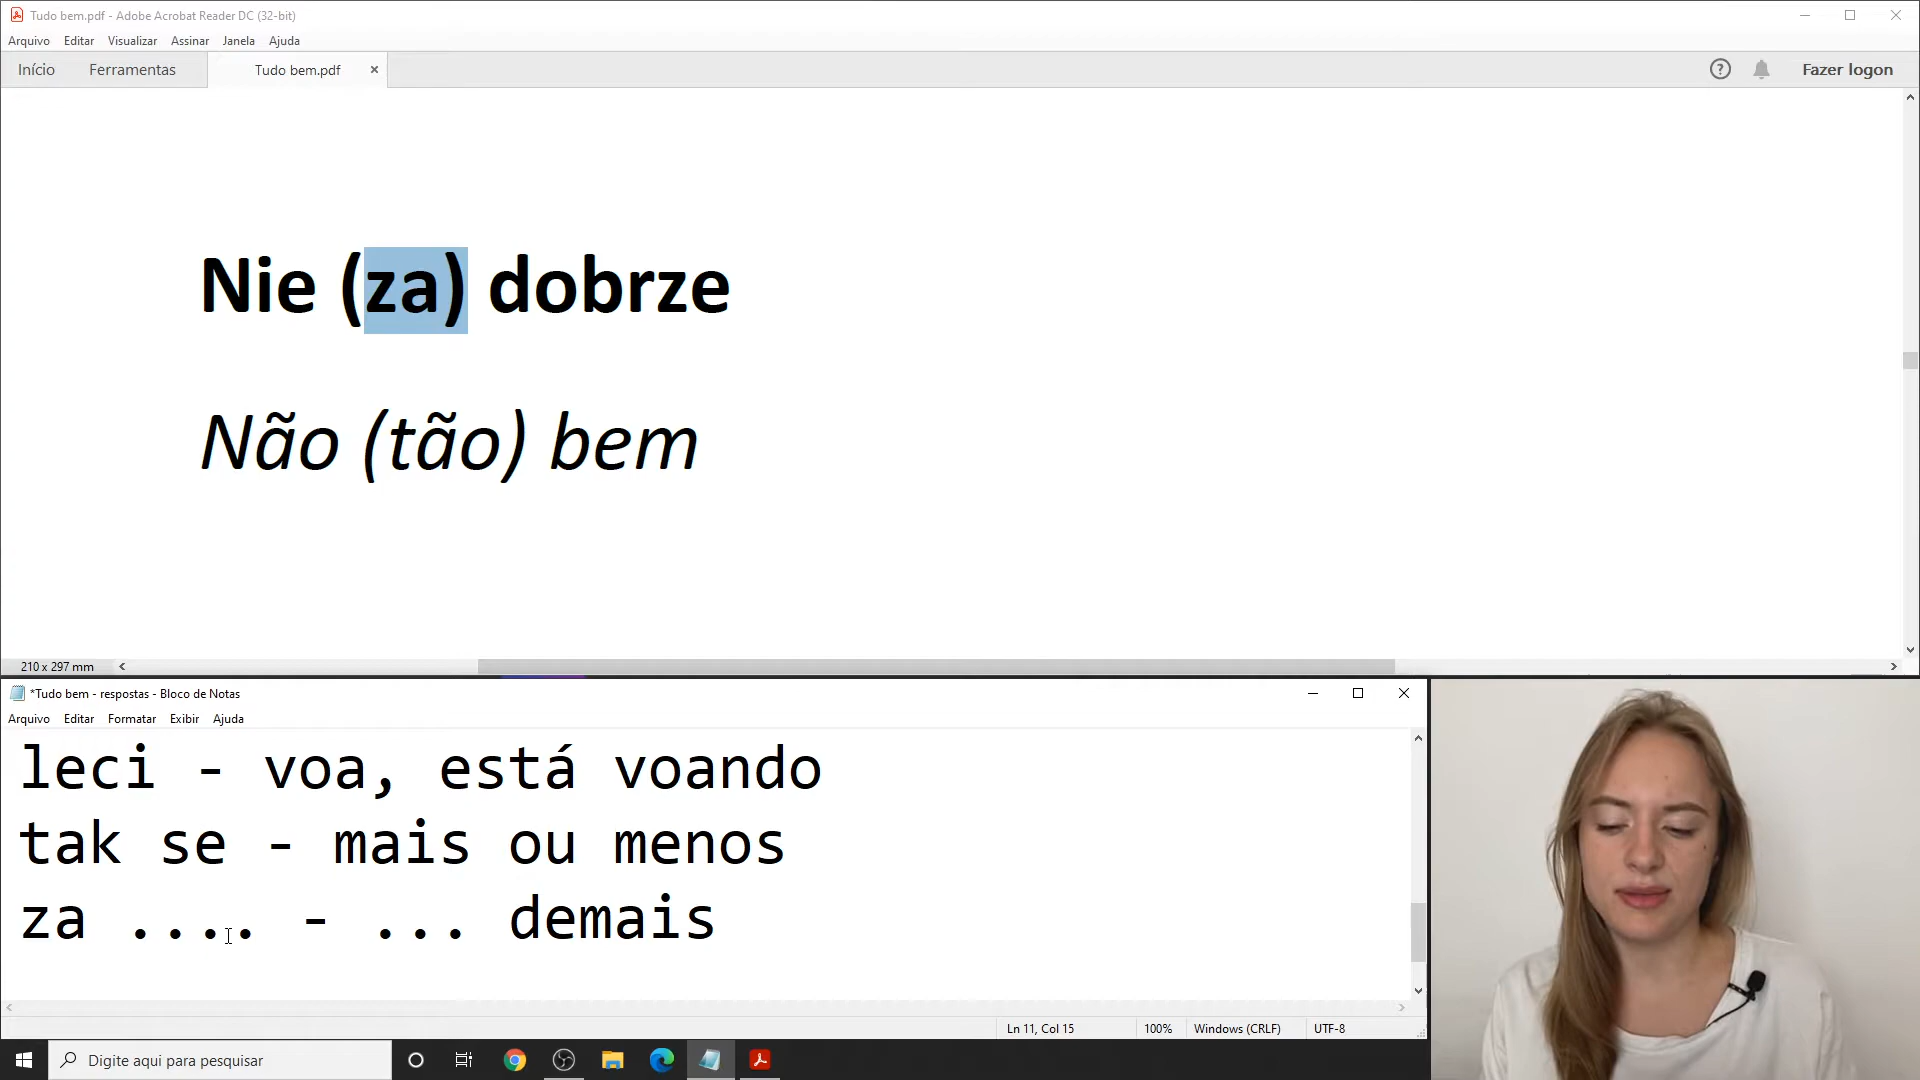 Tudo bem.pdf - Adobe Acrobat Reader DC (32-bit)
Arquivo Editar Visualizar Assinar Janela Ajuda
Início Ferramentas Tudo bem.pdf × Fazer logon
Nie (za) dobrze
Não (tão) bem
210 x 297 mm
*Tudo bem - respostas - Bloco de Notas
Arquivo Editar Formatar Exibir Ajuda
leci - voa, está voando
tak se - mais ou menos
za .... - ... demais
Ln 11, Col 15 100% Windows (CRLF) UTF-8
Digite aqui para pesquisar